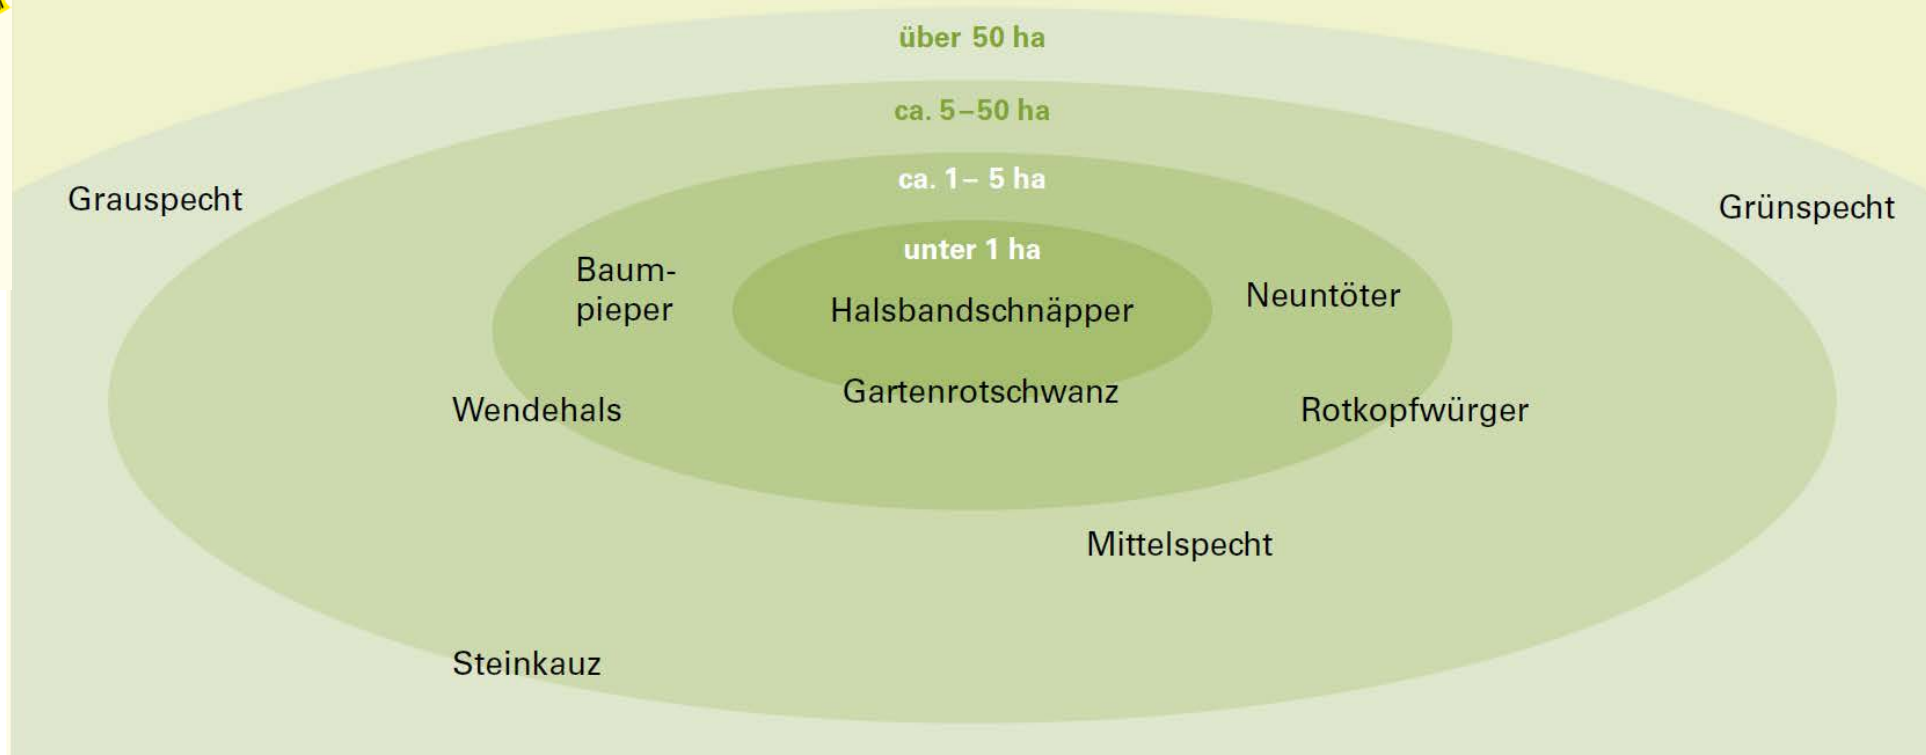 über 50 ha
ca. 5–50 ha
ca. 1– 5 ha
Grauspecht
Grünspecht
unter 1 ha
Baum-
pieper
Neuntöter
Halsbandschnäpper
Gartenrotschwanz
Wendehals
Rotkopfwürger
Mittelspecht
Steinkauz